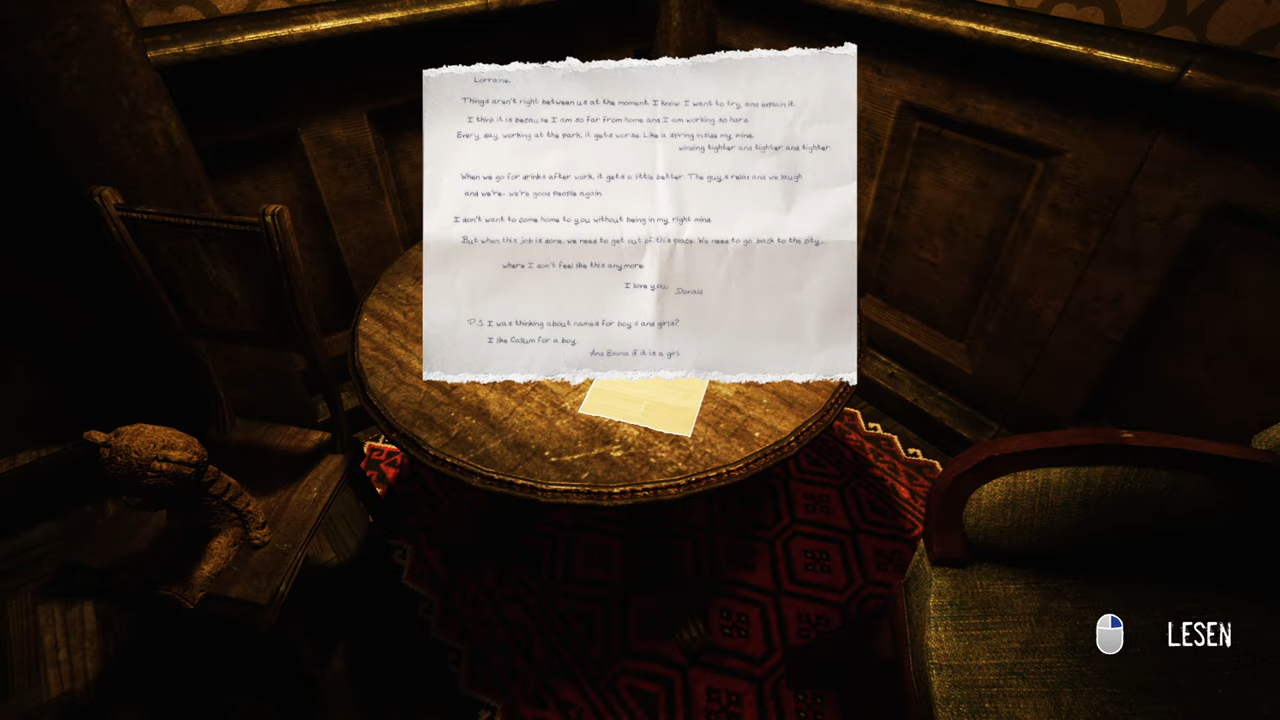 Lorraine,
Things aren't right between us at the moment. I know. I want to try, and explain it.
I think it is because I am so far from home and I am working so hard
Every, day, working at the park, it gets worse. Like a spring inside my mind.
winding tighter and tighter and tighter.
When we go for drinks after work, it gets a little better. The guys relax and we laugh
and we're- we're good people again
I don't want to come home to you without being in my right mind.
But when this job is done, we need to get out of this place. We need to go back to the city..
where I don't feel like this anymore.
I love you. Donald
P.S. I was thinking about names for boys and girls?
I like Callum for a boy.
And Emma if it is a girl
LESEN